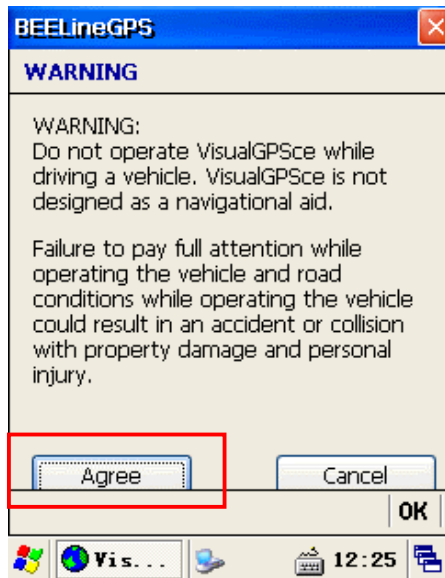 BEELineGPS
WARNING
WARNING:
Do not operate VisualGPSce while
driving a vehicle. VisualGPSce is not
designed as a navigational aid.
Failure to pay full attention while
operating the vehicle and road
conditions while operating the vehicle
could result in an accident or collision
with property damage and personal
injury.
Agree Cancel
OK
Vis... 12:25